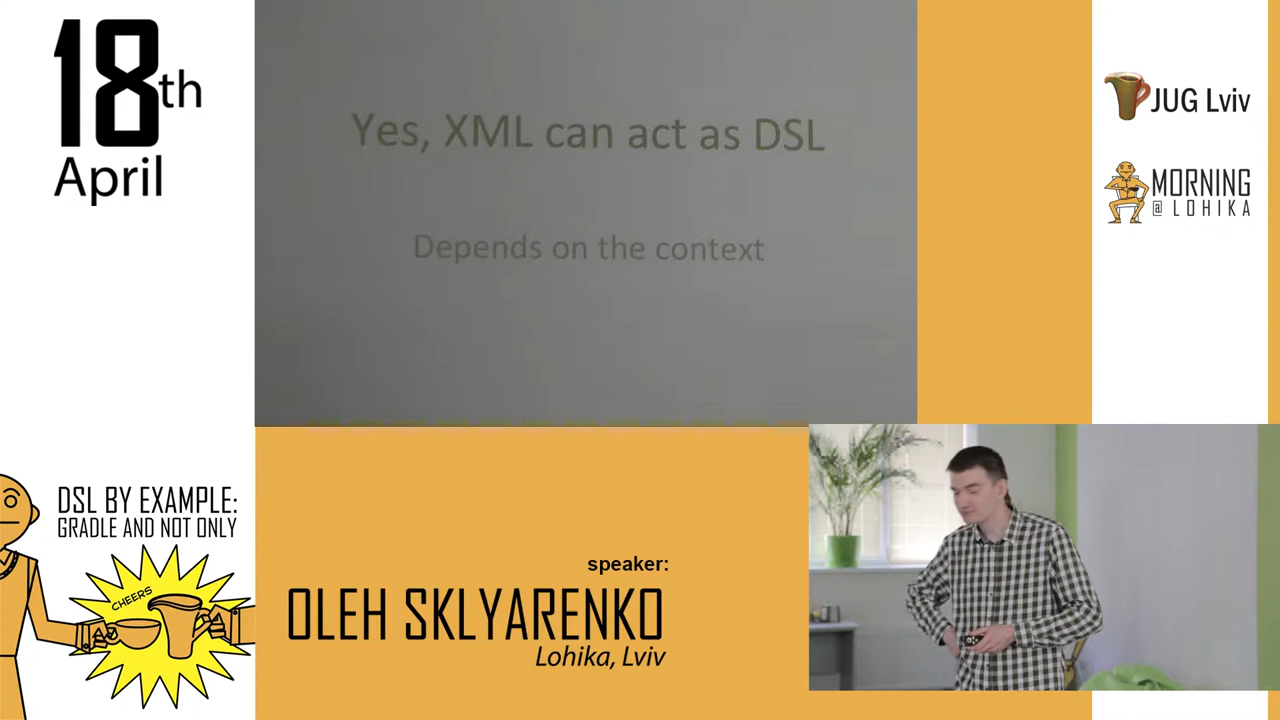 18th
April
Yes, XML can act as DSL
Depends on the context
JUG Lviv
MORNING
@ LOHIKA
DSL BY EXAMPLE:
GRADLE AND NOT ONLY
CHEERS
speaker:
OLEH SKLYARENKO
Lohika, Lviv